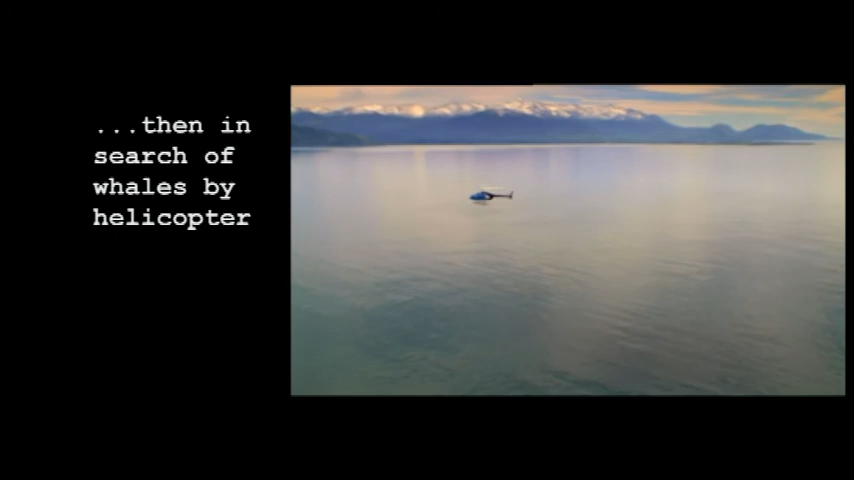 ...then in
search of
whales by
helicopter